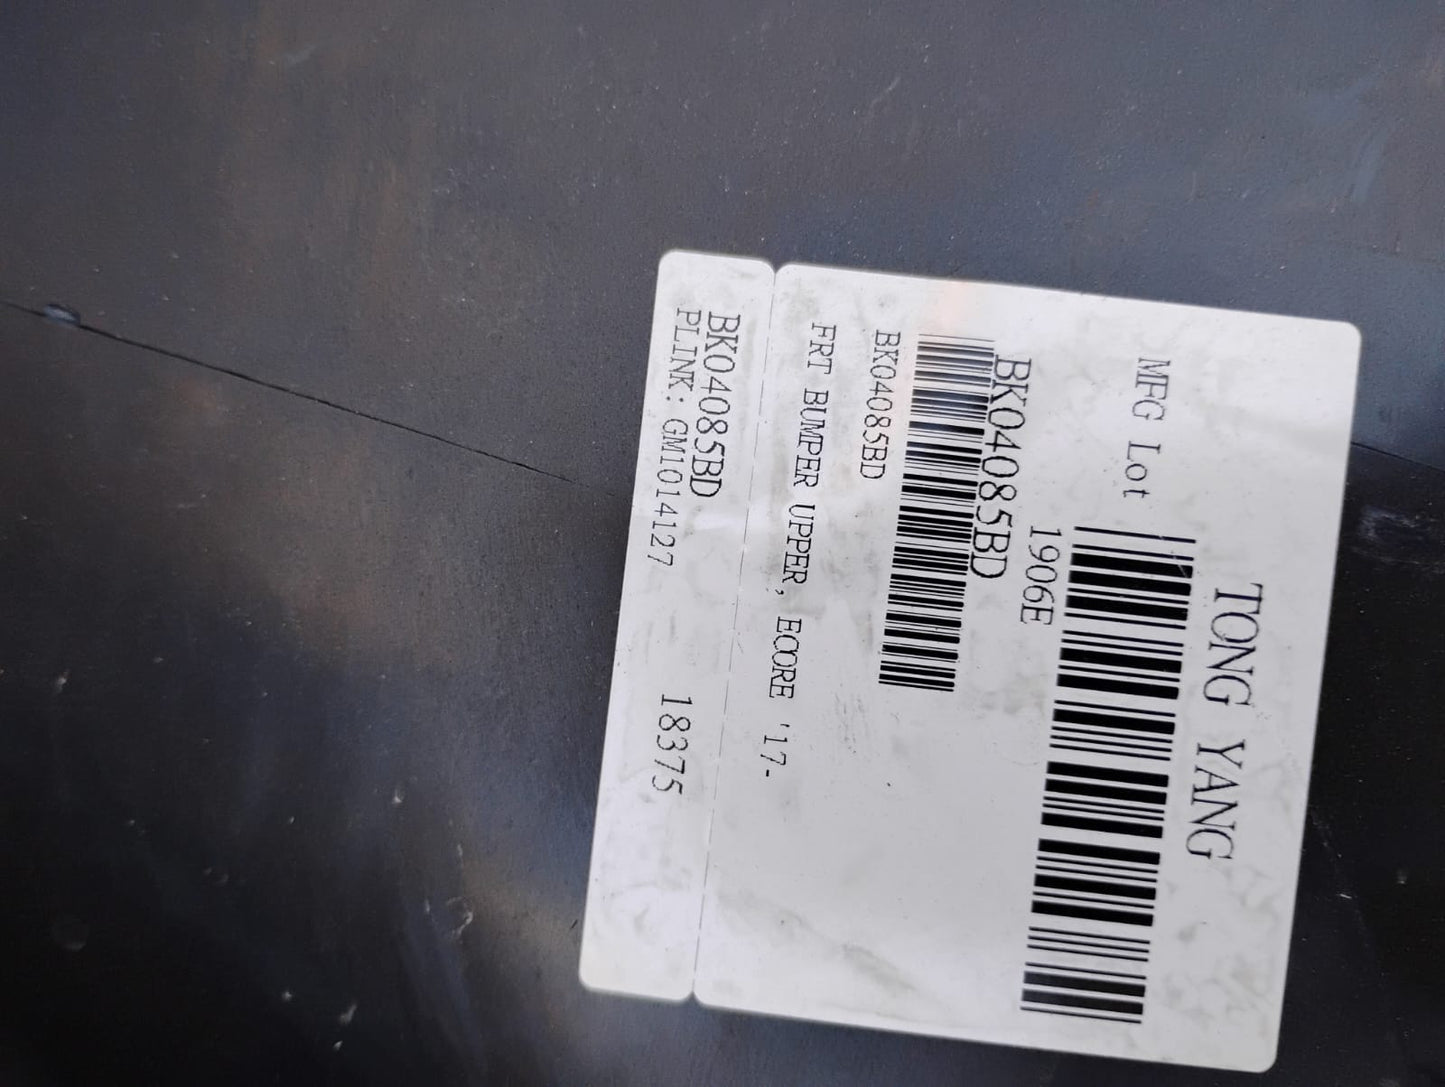 TONG YANG
MFG Lot
1906E
BK04085BD
BK04085BD
FRT BUMPER UPPER, ECORE '17-
BK04085BD
PLINK: GM1014127 18375